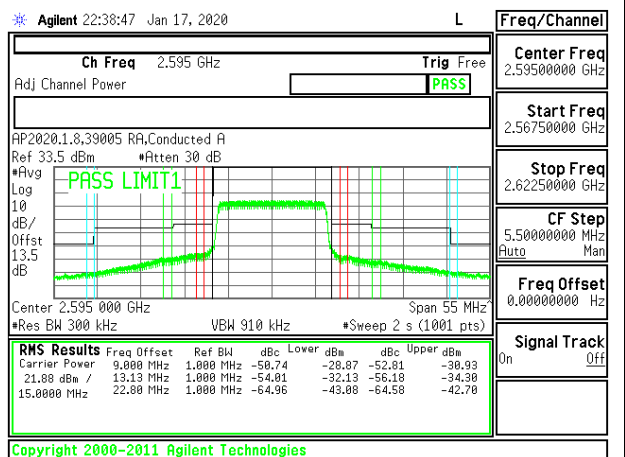 Agilent 22:38:47 Jan 17, 2020 L
Freq/Channel
Ch Freq 2.595 GHz Trig Free
Adj Channel Power PASS
Center Freq
2.59500000 GHz
Start Freq
2.56750000 GHz
AP2020.1.8,39005 RA,Conducted A
Ref 33.5 dBm #Atten 30 dB
#Avg
Log
10
dB/
Offst
13.5
dB
PASS LIMIT1
Stop Freq
2.62250000 GHz
CF Step
5.50000000 MHz
Auto Man
Freq Offset
0.00000000 Hz
Center 2.595 000 GHz Span 55 MHz^
#Res BW 300 kHz VBW 910 kHz #Sweep 2 s (1001 pts)
Signal Track
On Off
RMS Results Freq Offset Ref BW dBc Lower dBm dBc Upper dBm
Carrier Power 9.000 MHz 1.000 MHz -50.74 -28.87 -52.81 -30.93
21.88 dBm / 13.13 MHz 1.000 MHz -54.01 -32.13 -56.18 -34.30
15.0000 MHz 22.80 MHz 1.000 MHz -64.96 -43.08 -64.58 -42.70
Copyright 2000-2011 Agilent Technologies